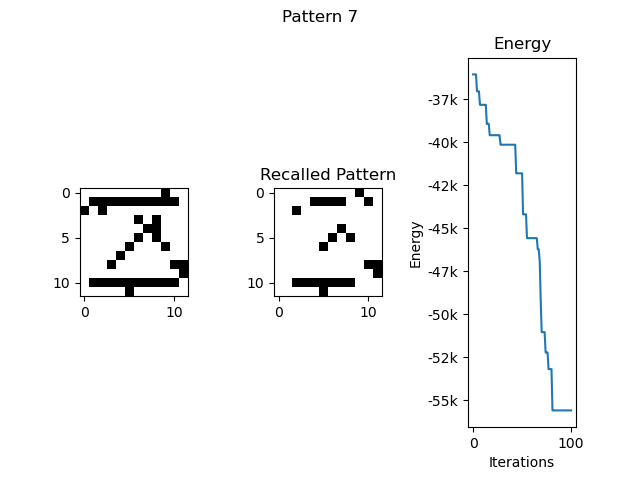 Pattern 7
Energy
Recalled Pattern
0
5
10
0
10
0
5
10
0
10
Energy
-37k
-40k
-42k
-45k
-47k
-50k
-52k
-55k
0
100
Iterations